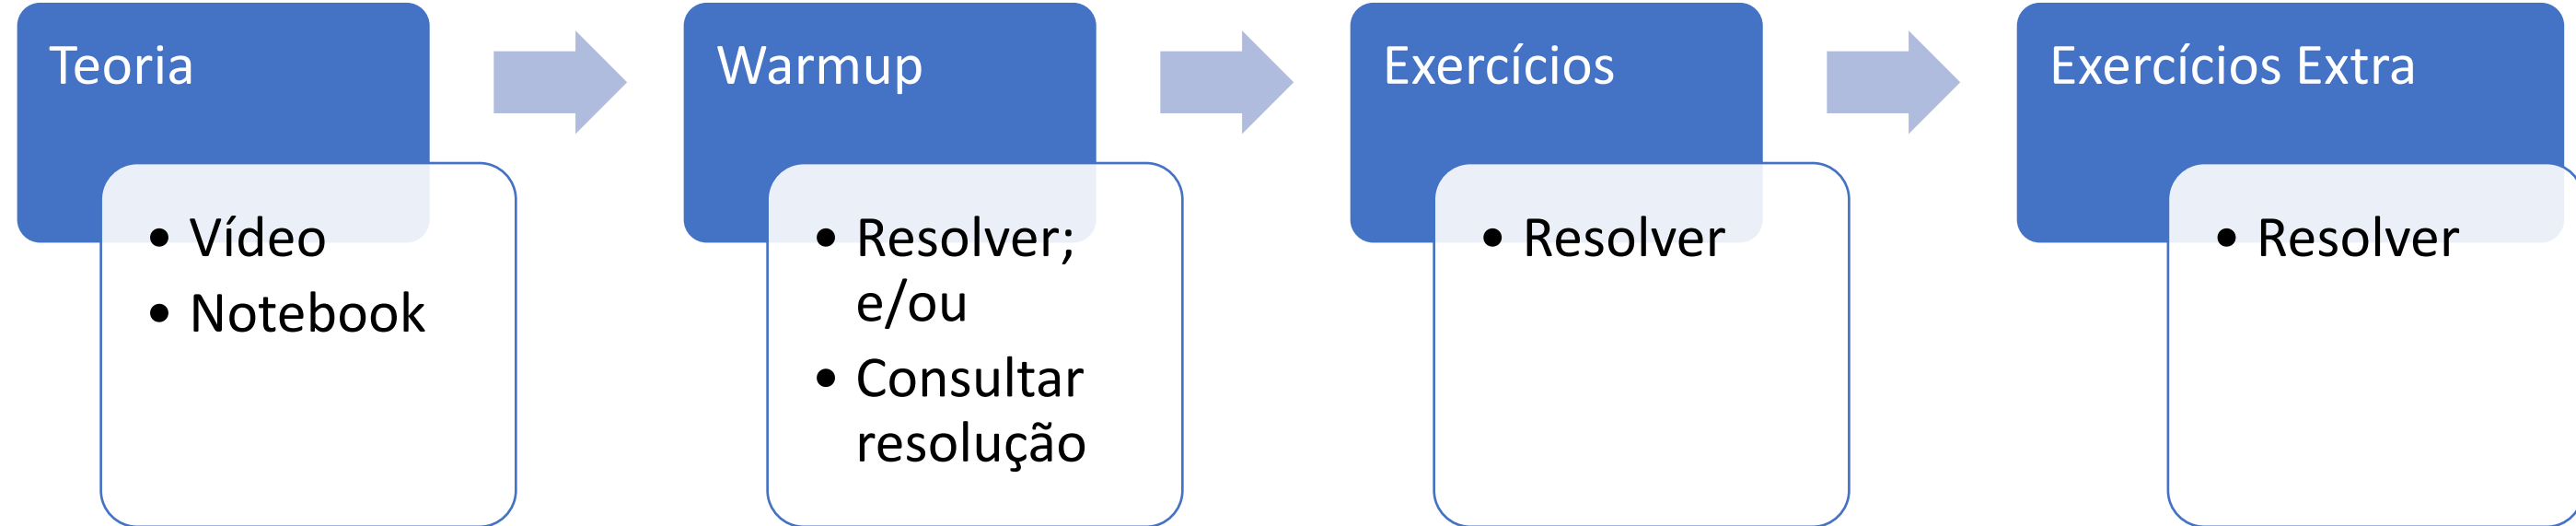 Teoria
• Vídeo
• Notebook
Warmup
• Resolver;
e/ou
• Consultar
resolução
Exercícios
• Resolver
Exercícios Extra
• Resolver